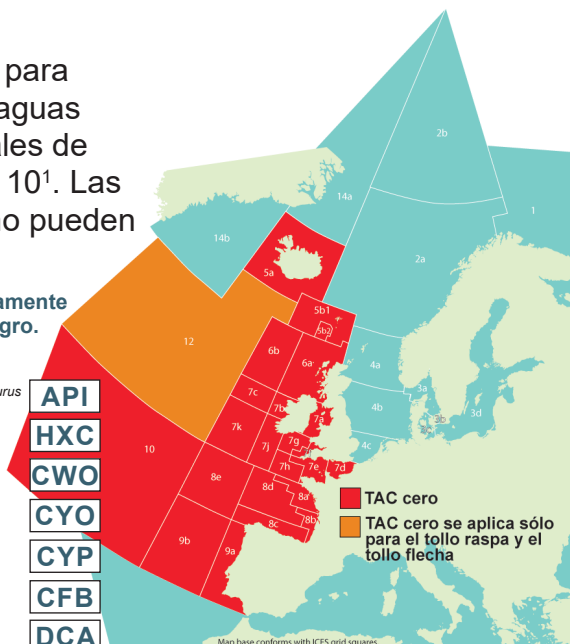 para
aguas
ales de
10¹. Las
no pueden
amente
gro.
urus
API
HXC
CWO
CYO
CYP
CFB
DCA
2b
1
14a
14b
2a
5a
5b1
5b2
12
6b
6a
4a
3a
3b
3d
4b
4c
7c
7b
7a
7k
7j
7g
7h
7e
7d
10
8e
8d
8a
8b
8c
9b
9a
TAC cero
TAC cero se aplica sólo
para el tollo raspa y el
tollo flecha
Map base conforms with ICES grid squares